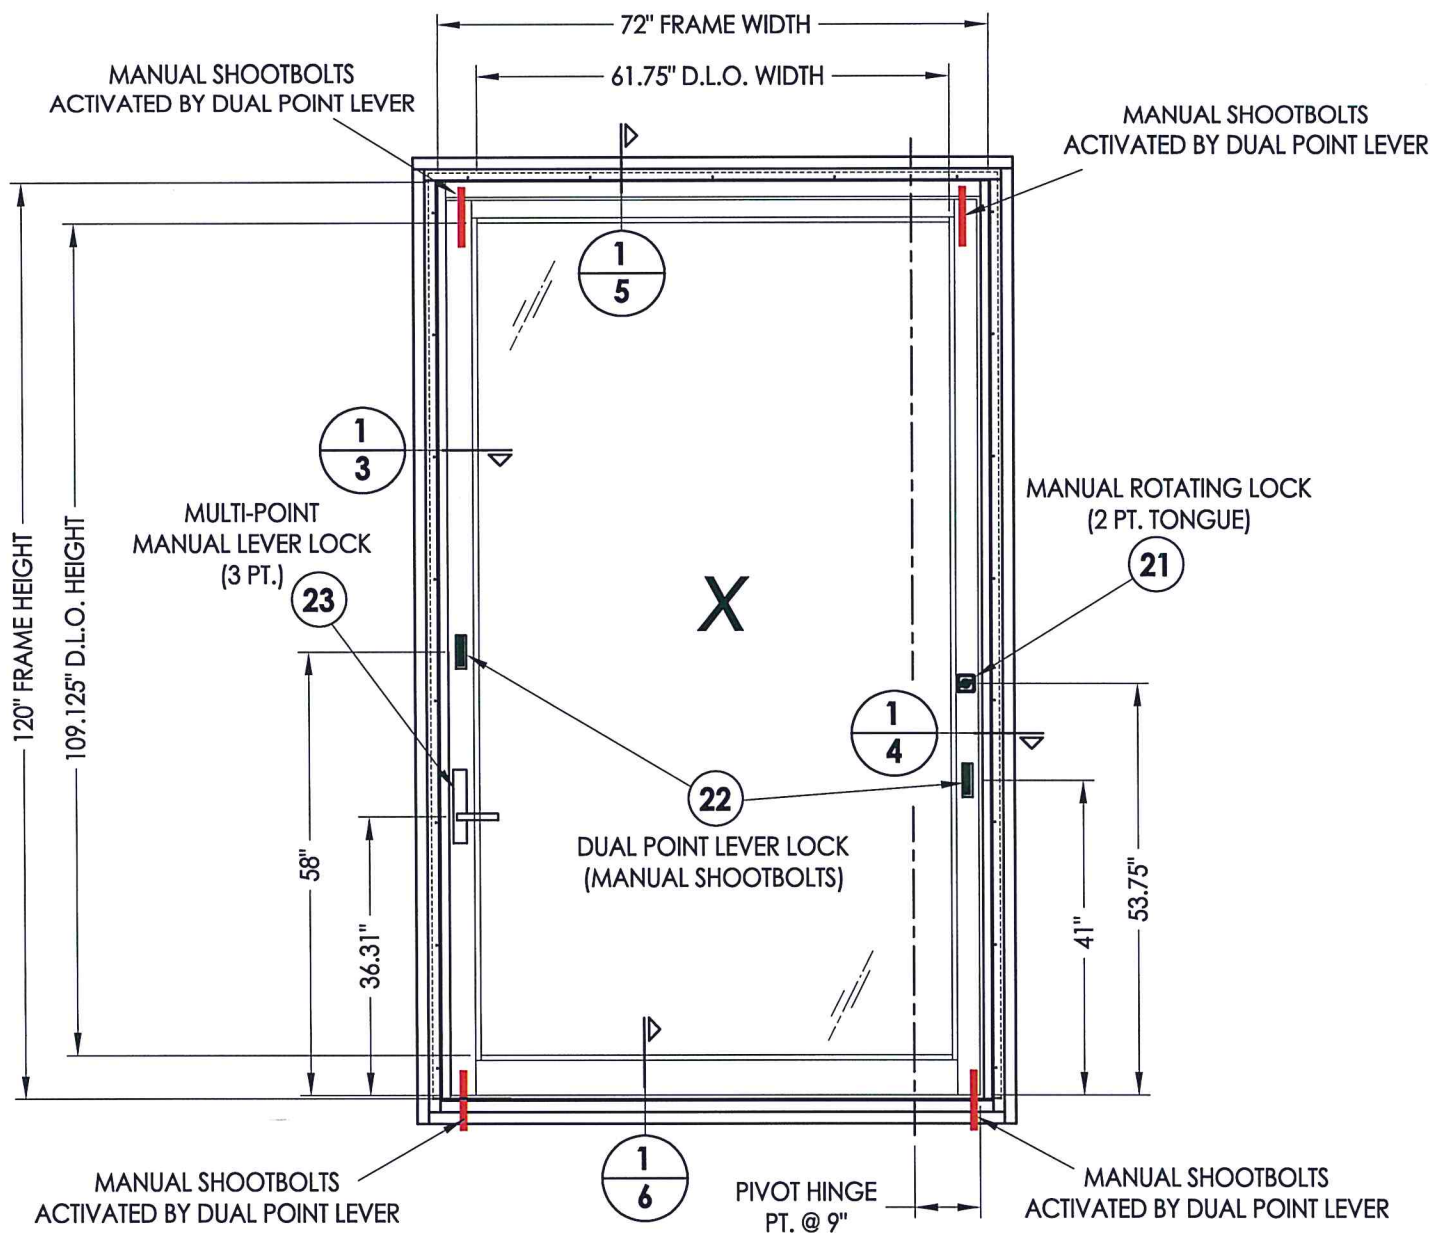 72" FRAME WIDTH
61.75" D.L.O. WIDTH
MANUAL SHOOTBOLTS
ACTIVATED BY DUAL POINT LEVER
MANUAL SHOOTBOLTS
ACTIVATED BY DUAL POINT LEVER
1
5
1
3
MULTI-POINT
MANUAL LEVER LOCK
(3 PT.)
23
MANUAL ROTATING LOCK
(2 PT. TONGUE)
21
X
120" FRAME HEIGHT
109.125" D.L.O. HEIGHT
1
4
22
DUAL POINT LEVER LOCK
(MANUAL SHOOTBOLTS)
58"
36.31"
41"
53.75"
1
6
MANUAL SHOOTBOLTS
ACTIVATED BY DUAL POINT LEVER
PIVOT HINGE
PT. @ 9"
MANUAL SHOOTBOLTS
ACTIVATED BY DUAL POINT LEVER